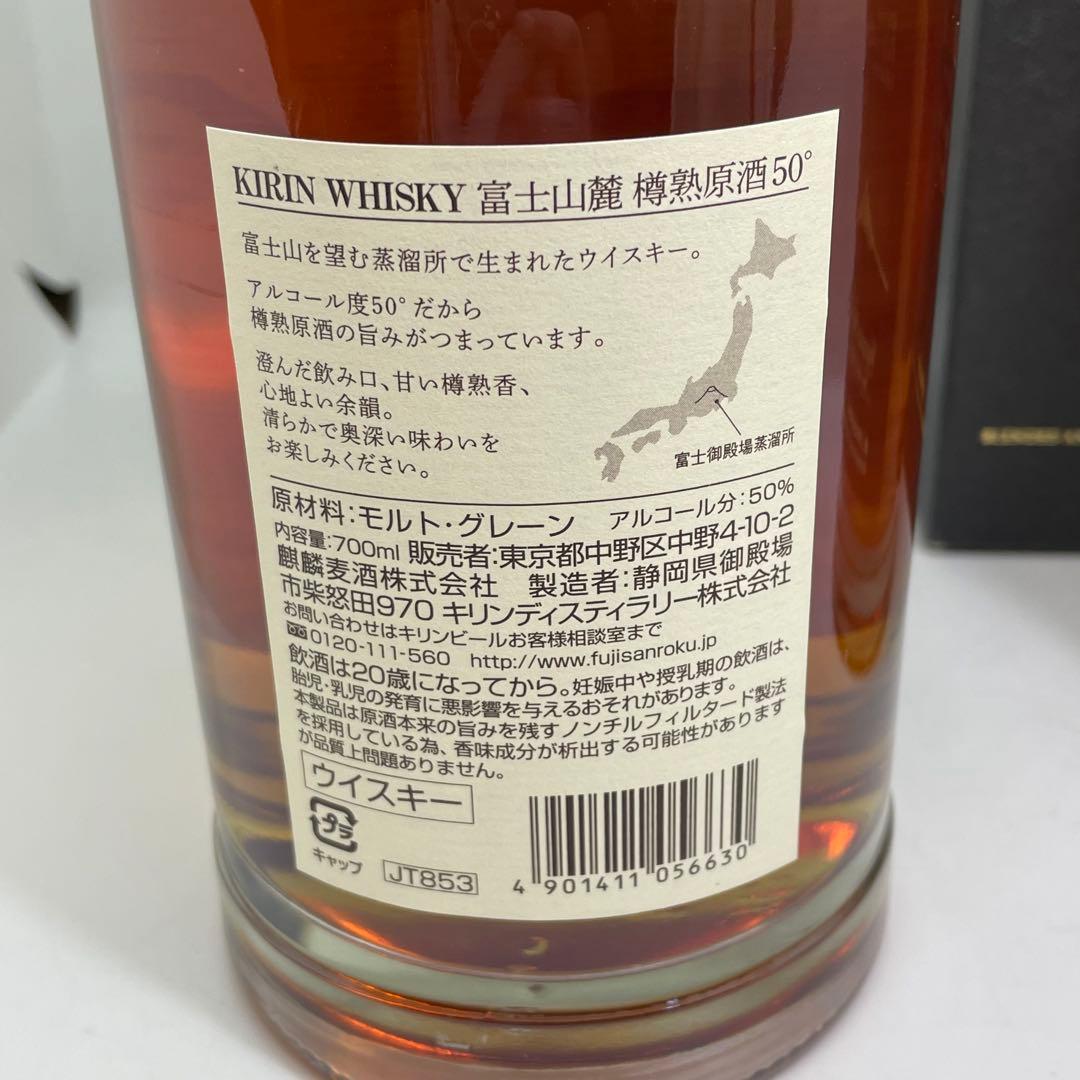 KIRIN WHISKY 富士山麓 樽熟原酒50°
富士山を望む蒸溜所で生まれたウイスキー。
アルコール度50°だから
樽熟原酒の旨みがつまっています。
澄んだ飲み口、甘い樽熟香、
心地よい余韻。
清らかで奥深い味わいを
お楽しみください。
富士御殿場蒸溜所
原材料:モルト・グレーン アルコール分:50%
内容量:700ml 販売者:東京都中野区中野4-10-2
麒麟麦酒株式会社 製造者:静岡県御殿場
市柴怒田970 キリンディスティラリー株式会社
お問い合わせはキリンビールお客様相談室まで
0120-111-560 http://www.fujisanroku.jp
飲酒は20歳になってから。妊娠中や授乳期の飲酒は、
胎児・乳児の発育に悪影響を与えるおそれがあります。
本製品は原酒本来の旨みを残すノンチルフィルタード製法
を採用している為、香味成分が析出する可能性があります
が品質上問題ありません。
ウイスキー
プラ
キャップ
JT853
4 901411 056630